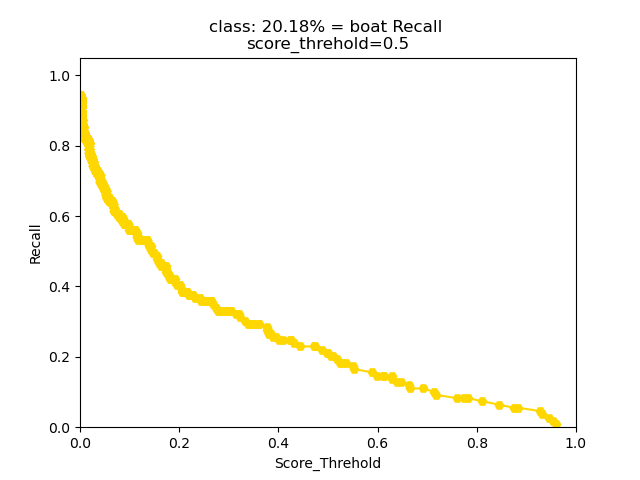 class: 20.18% = boat Recall
score_threhold=0.5
1.0
0.8
0.6
0.4
0.2
0.0
Recall
0.0 0.2 0.4 0.6 0.8 1.0
Score_Threhold